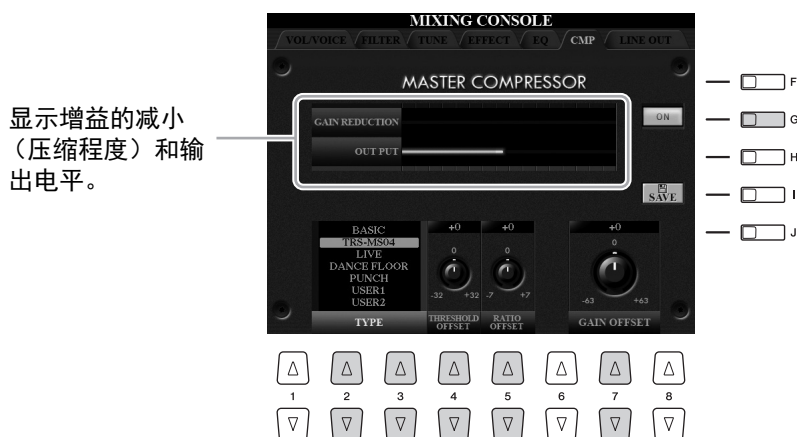 MIXING CONSOLE
VOL/VOICE FILTER TUNE EFFECT EQ CMP LINE OUT
MASTER COMPRESSOR
显示增益的减小
（压缩程度）和输
出电平。
GAIN REDUCTION
OUT PUT
ON
SAVE
F
G
H
I
J
BASIC
TRS-MS04
LIVE
DANCE FLOOR
PUNCH
USER1
USER2
TYPE
+0
0
-32 +32
THRESHOLD
OFFSET
+0
0
-7 +7
RATIO
OFFSET
+0
0
-63 +63
GAIN OFFSET
1 2 3 4 5 6 7 8